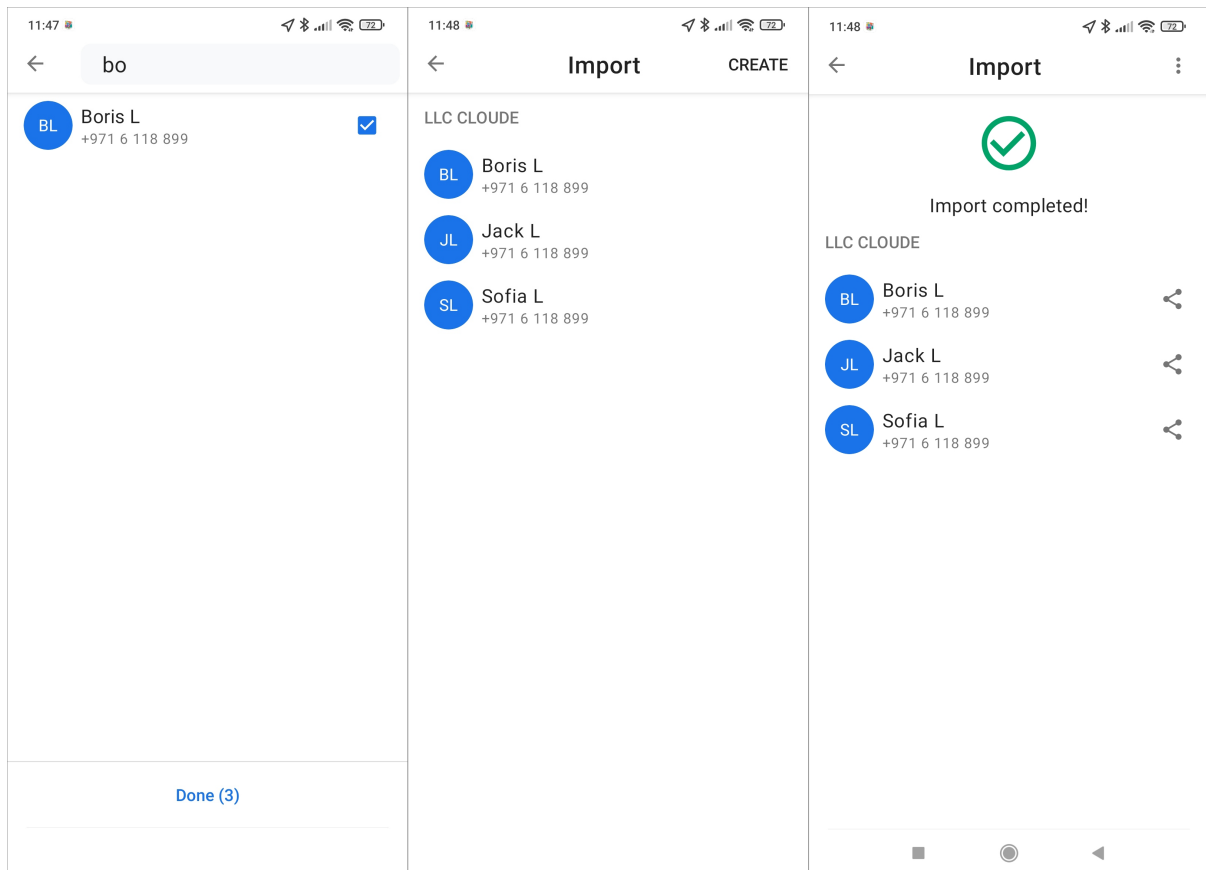 11:47
72
bo
BL
Boris L
+971 6 118 899
Done (3)
11:48
72
Import
CREATE
LLC CLOUDE
BL
Boris L
+971 6 118 899
JL
Jack L
+971 6 118 899
SL
Sofia L
+971 6 118 899
11:48
72
Import
Import completed!
LLC CLOUDE
BL
Boris L
+971 6 118 899
JL
Jack L
+971 6 118 899
SL
Sofia L
+971 6 118 899